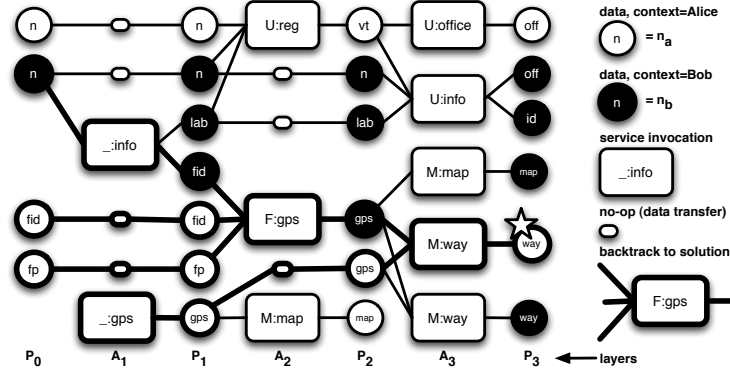 n n U:reg vt U:office off
n n n U:info off
lab lab id
_:info
fid M:map map
fid fid F:gps gps M:way way
fp fp gps
_:gps gps M:map map M:way way
P0 A1 P1 A2 P2 A3 P3 layers
data, context=Alice
n = na
data, context=Bob
n = nb
service invocation
_:info
no-op (data transfer)
backtrack to solution
F:gps